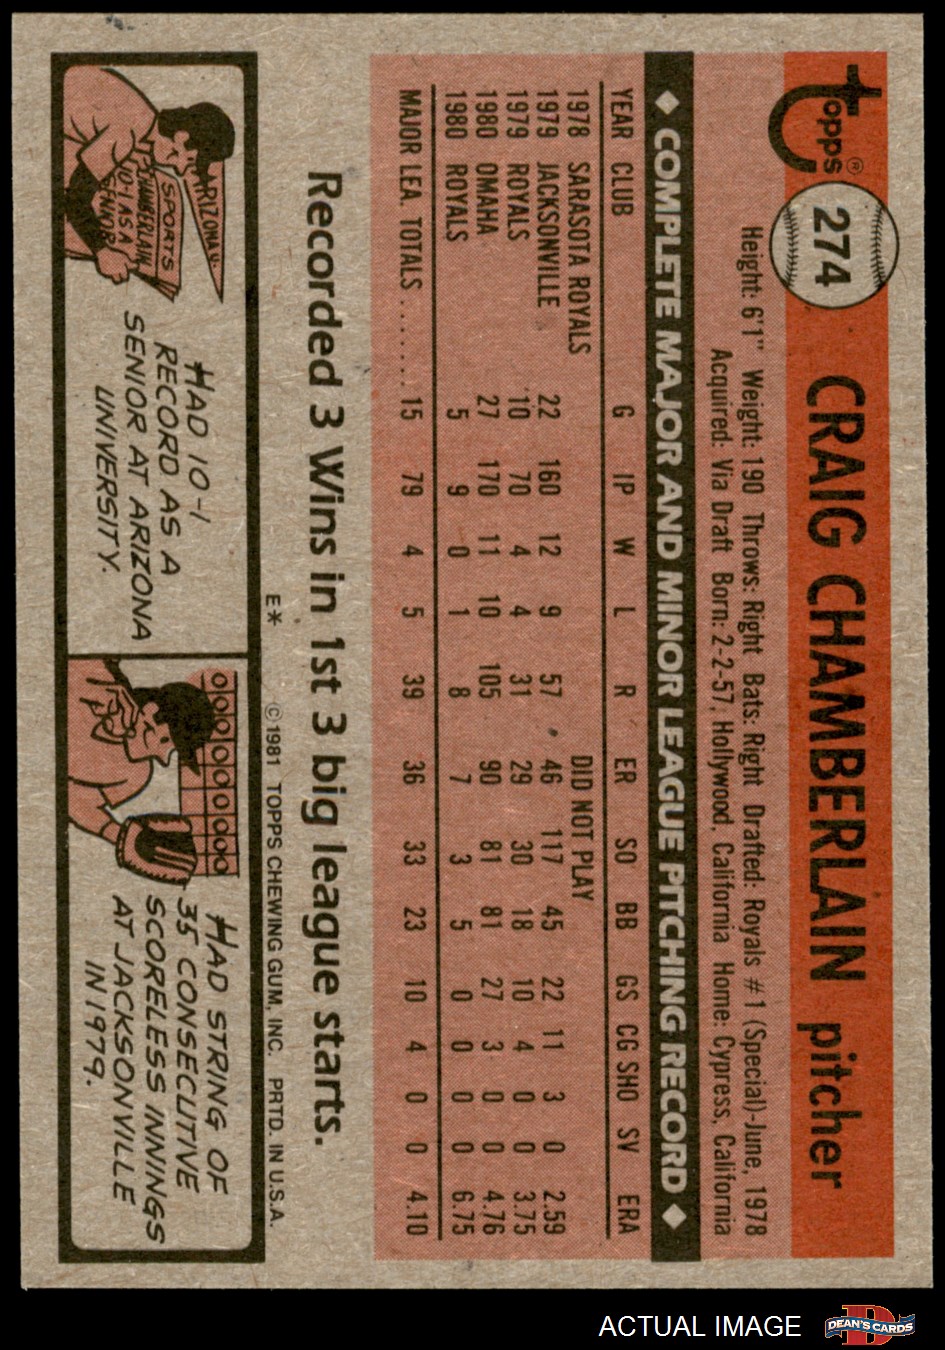 topps®
274
CRAIG CHAMBERLAIN pitcher
Height: 6'1" Weight: 190 Throws: Right Bats: Right Drafted: Royals #1 (Special)-June, 1978
Acquired: Via Draft Born: 2-2-57, Hollywood, California Home: Cypress, California
◆ COMPLETE MAJOR AND MINOR LEAGUE PITCHING RECORD ◆
YEAR CLUB G IP W L R ER SO BB GS CG SHO SV ERA
1978 SARASOTA ROYALS DID NOT PLAY
1979 JACKSONVILLE 22 160 12 9 57 46 117 45 22 11 3 0 2.59
1979 ROYALS 10 70 4 4 31 29 30 18 10 4 0 0 3.75
1980 OMAHA 27 170 11 10 105 90 81 81 27 3 0 0 4.76
1980 ROYALS 5 9 0 1 8 7 3 5 0 0 0 0 6.75
MAJOR LEA. TOTALS ...... 15 79 4 5 39 36 33 23 10 4 0 0 4.10
Recorded 3 Wins in 1st 3 big league starts.
E* ©1981 TOPPS CHEWING GUM, INC. PRTD. IN U.S.A.
ARIZONA U.
SPORTS
CHAMBERLAIN
10-1 AS A
SENIOR
HAD 10-1
RECORD AS A
SENIOR AT ARIZONA
UNIVERSITY.
HAD STRING OF
35 CONSECUTIVE
SCORELESS INNINGS
AT JACKSONVILLE
IN 1979.
ACTUAL IMAGE
DEAN'S CARDS